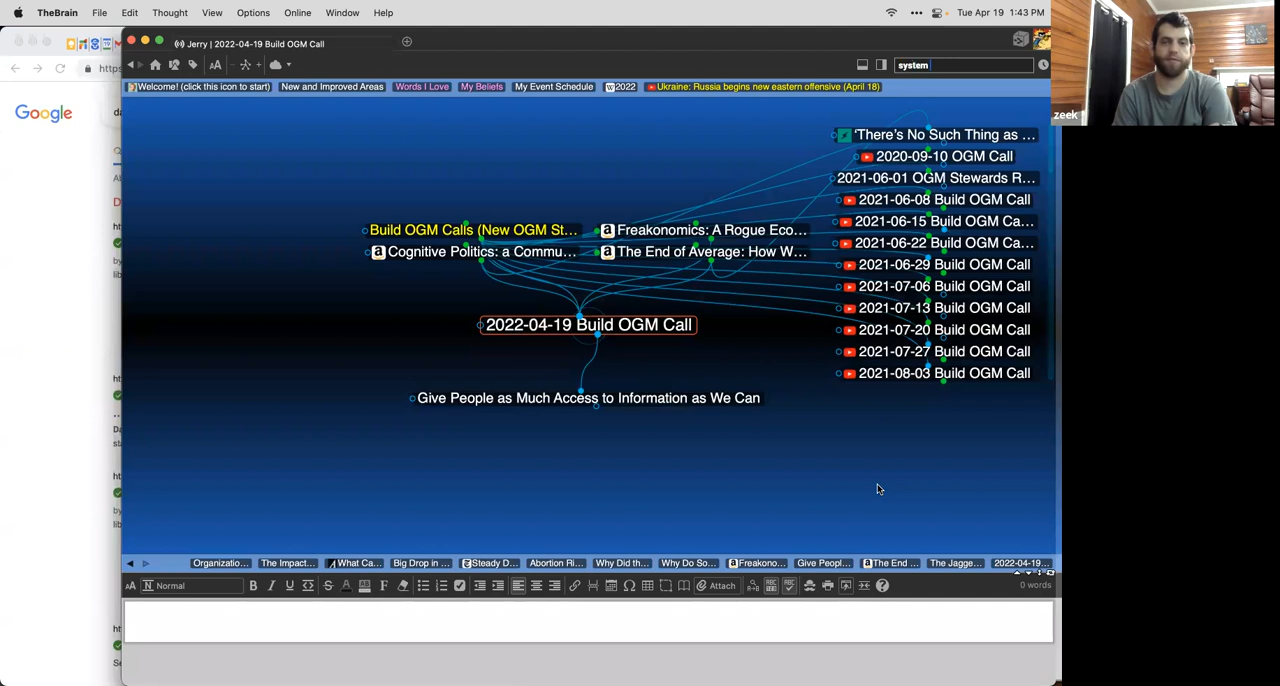 TheBrain File Edit Thought View Options Online Window Help Tue Apr 19 1:43 PM
Jerry | 2022-04-19 Build OGM Call
https
AA
system
Welcome! (click this icon to start) New and Improved Areas Words I Love My Beliefs My Event Schedule W 2022 Ukraine: Russia begins new eastern offensive (April 18)
zeek
Google
da
'There's No Such Thing as ...
2020-09-10 OGM Call
2021-06-01 OGM Stewards R...
2021-06-08 Build OGM Call
2021-06-15 Build OGM Ca...
2021-06-22 Build OGM Ca...
2021-06-29 Build OGM Call
2021-07-06 Build OGM Call
2021-07-13 Build OGM Call
2021-07-20 Build OGM Call
2021-07-27 Build OGM Call
2021-08-03 Build OGM Call
Build OGM Calls (New OGM St...
a Freakonomics: A Rogue Eco...
a Cognitive Politics: a Commu...
a The End of Average: How W...
2022-04-19 Build OGM Call
Give People as Much Access to Information as We Can
Organizatio... The Impact... What Ca... Big Drop in ... Steady D... Abortion Ri... Why Did th... Why Do So... a Freakono... Give Peopl... a The End ... The Jagge... 2022-04-19...
AA N Normal B I U S A F Attach 0 words